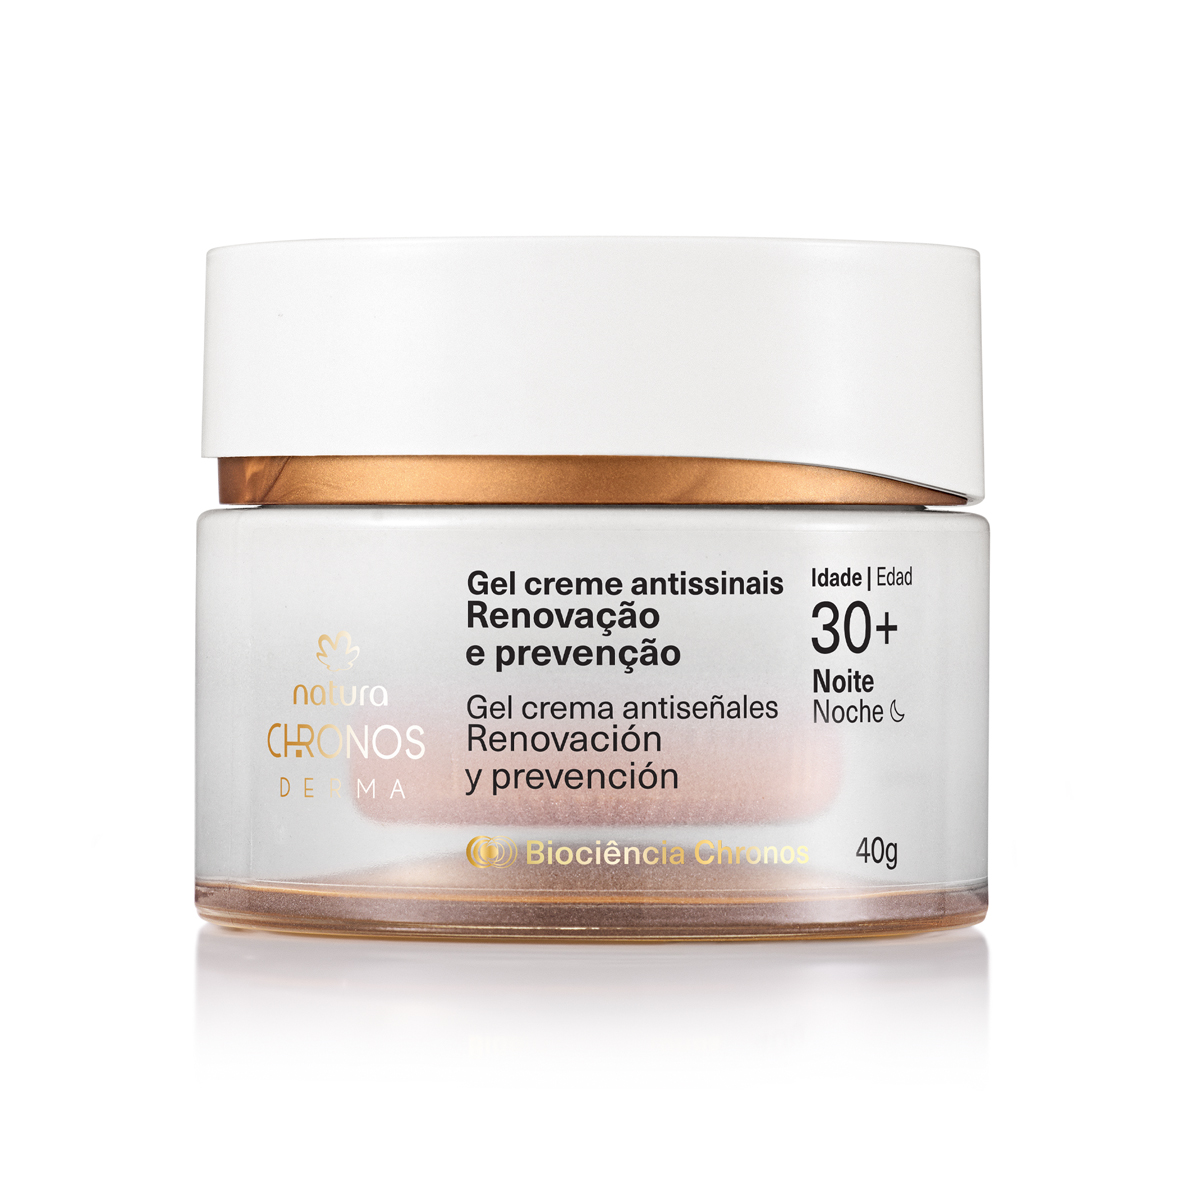 natura
CHRONOS
DERMA
Gel creme antissinais
Renovação
e prevenção
Gel crema antiseñales
Renovación
y prevención
Biociência Chronos
Idade | Edad
30+
Noite
Noche
40g